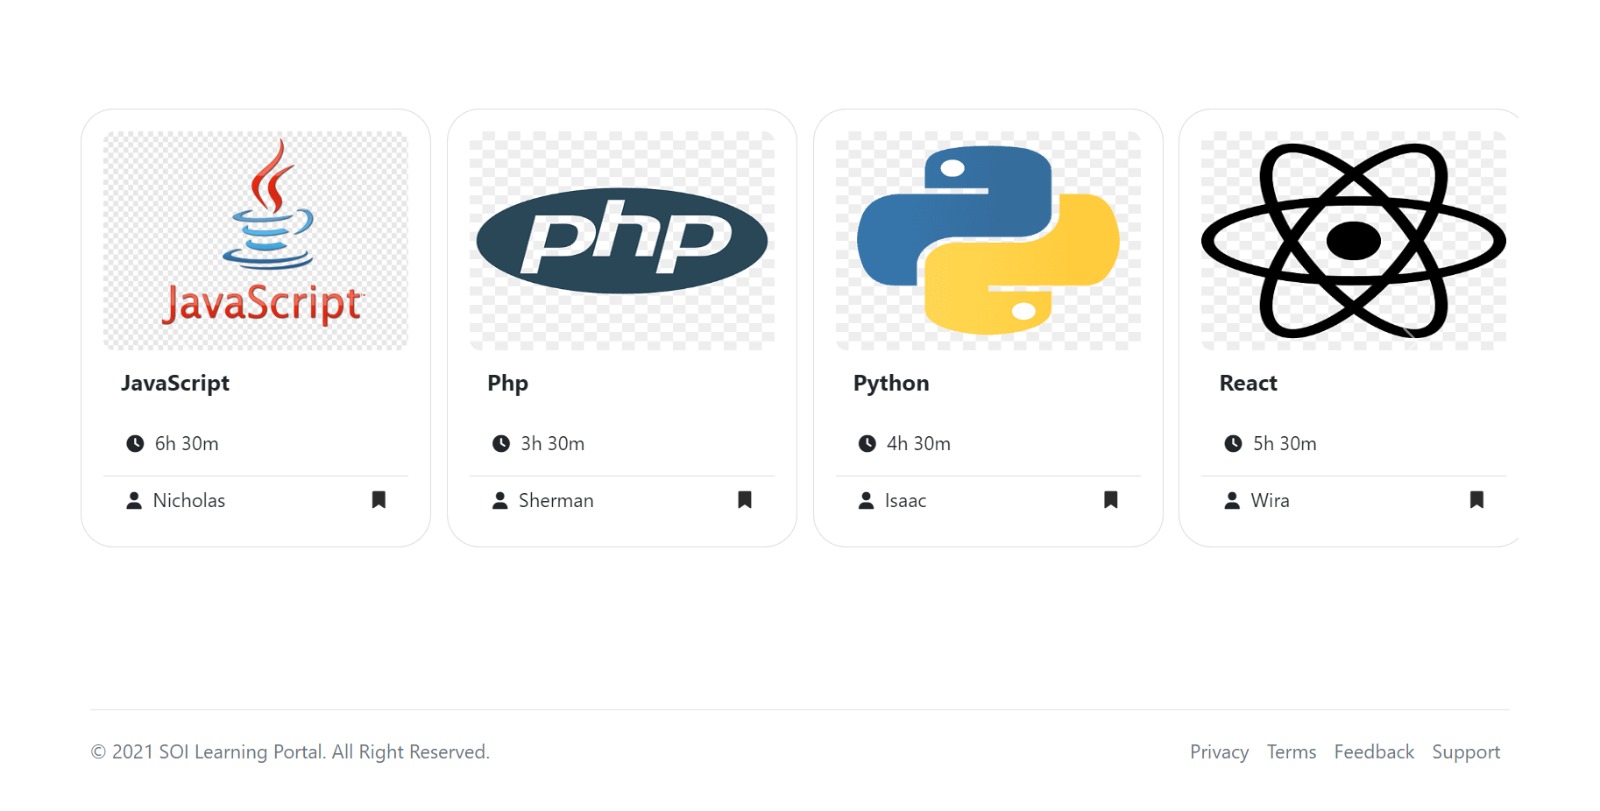 JavaScript™
php
JavaScript
Php
Python
React
6h 30m
3h 30m
4h 30m
5h 30m
Nicholas
Sherman
Isaac
Wira
© 2021 SOI Learning Portal. All Right Reserved.
Privacy Terms Feedback Support